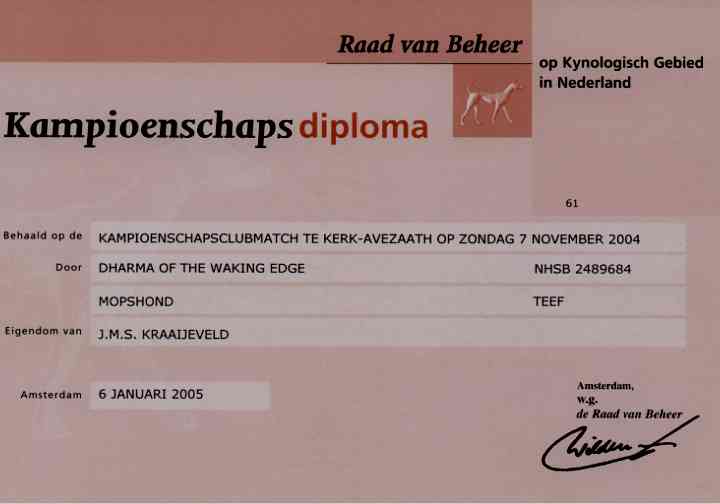 Raad van Beheer
op Kynologisch Gebied
in Nederland
Kampioenschapsdiploma
61
Behaald op de KAMPIOENSCHAPSCLUBMATCH TE KERK-AVEZAATH OP ZONDAG 7 NOVEMBER 2004
Door DHARMA OF THE WAKING EDGE NHSB 2489684
MOPSHOND TEEF
Eigendom van J.M.S. KRAAIJEVELD
Amsterdam 6 JANUARI 2005
Amsterdam,
w.g.
de Raad van Beheer